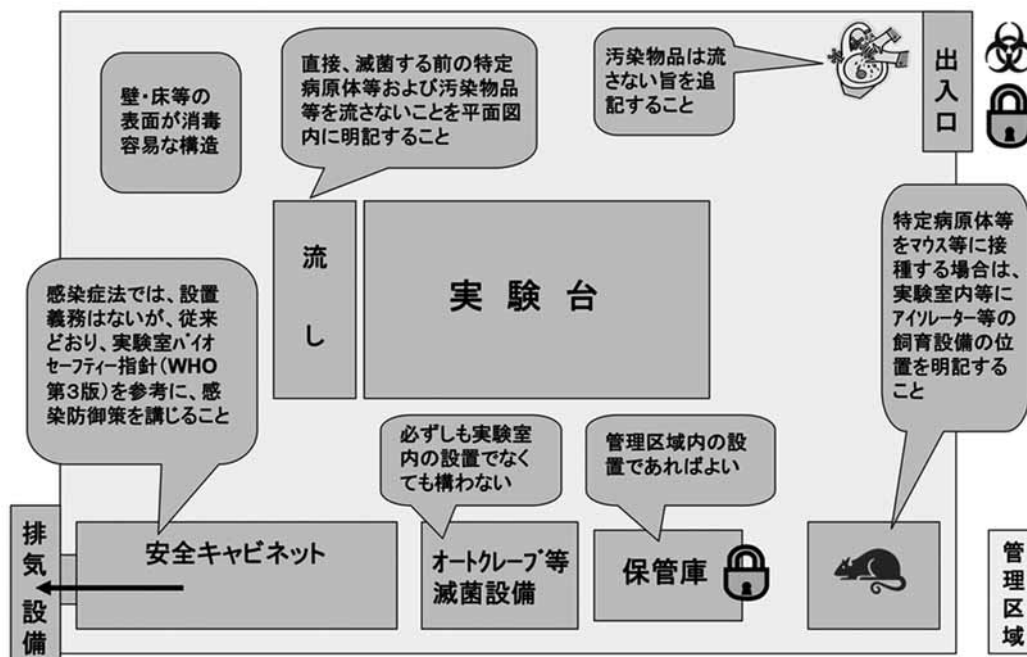 壁・床等の
表面が消毒
容易な構造
直接、滅菌する前の特定
病原体等および汚染物品
等を流さないことを平面図
内に明記すること
汚染物品は流
さない旨を追
記すること
出入口
流し
実験台
特定病原体等
をマウス等に接
種する場合は、
実験室内等に
アイソレーター等の
飼育設備の位
置を明記する
こと
感染症法では、設置
義務はないが、従来
どおり、実験室バイオ
セーフティー指針(WHO
第3版)を参考に、感
染防御策を講じること
必ずしも実験室
内の設置でなく
ても構わない
管理区域内の設
置であればよい
排気設備
安全キャビネット
オートクレーブ等
滅菌設備
保管庫
管理区域